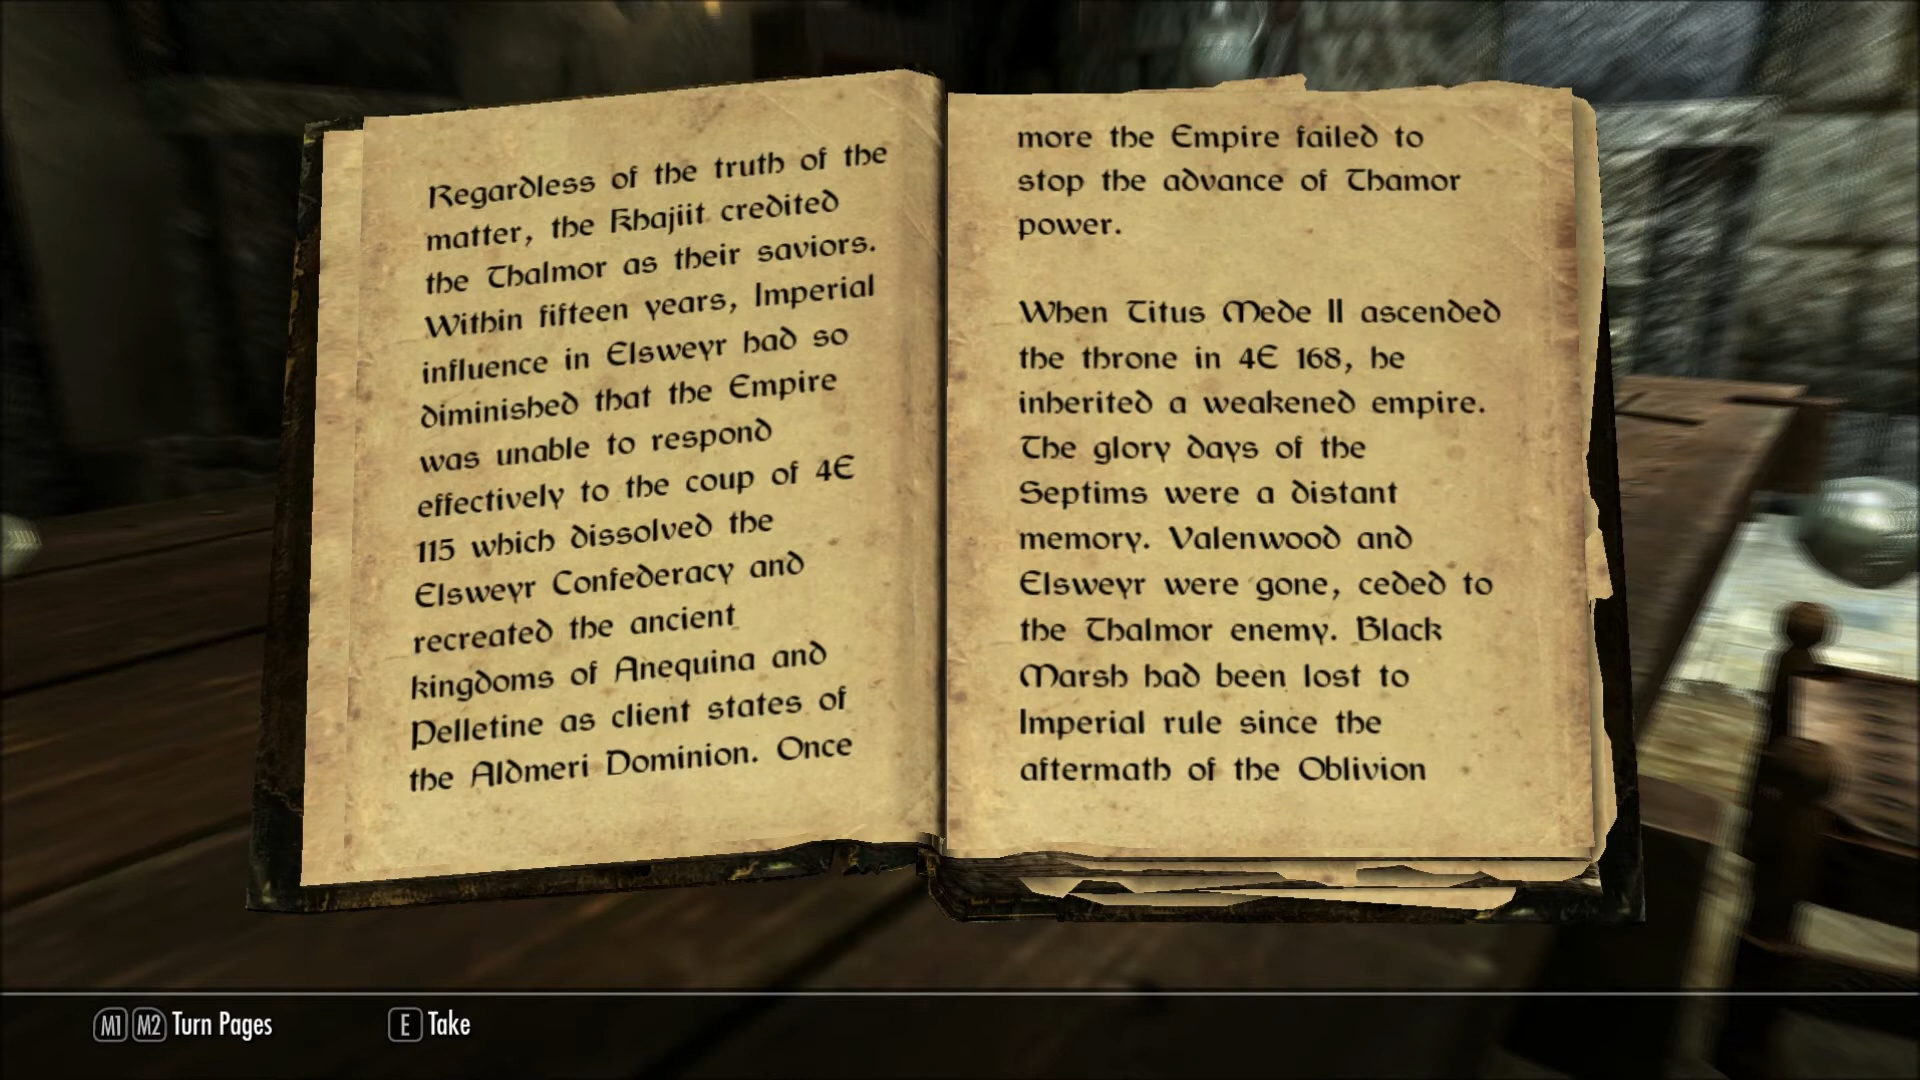 Regardless of the truth of the
matter, the Khajiit credited
the Thalmor as their saviors.
Within fifteen years, Imperial
influence in Elsweyr had so
diminished that the Empire
was unable to respond
effectively to the coup of 4E
115 which dissolved the
Elsweyr Confederacy and
recreated the ancient
kingdoms of Anequina and
Pelletine as client states of
the Aldmeri Dominion. Once
more the Empire failed to
stop the advance of Thamor
power.
When Titus Mede II ascended
the throne in 4E 168, he
inherited a weakened empire.
The glory days of the
Septims were a distant
memory. Valenwood and
Elsweyr were gone, ceded to
the Thalmor enemy. Black
Marsh had been lost to
Imperial rule since the
aftermath of the Oblivion
M1 M2 Turn Pages
E Take